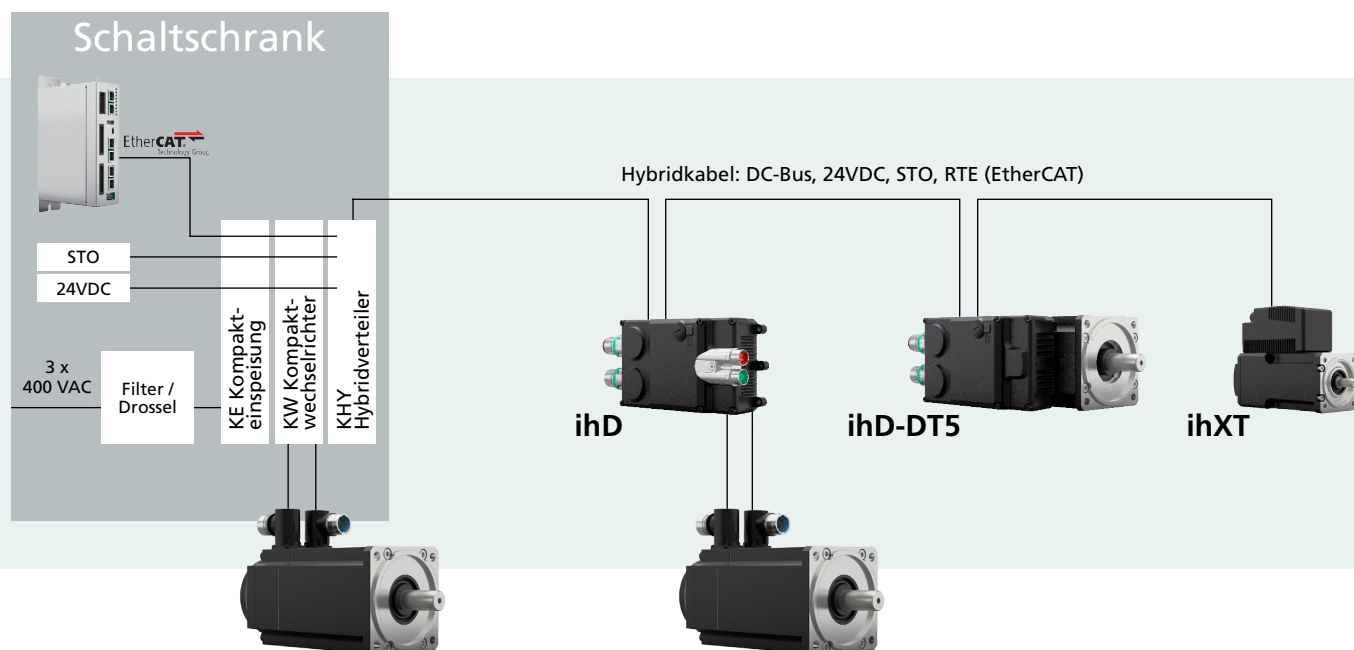 Schaltschrank
EtherCAT.
Technology Group
Hybridkabel: DC-Bus, 24VDC, STO, RTE (EtherCAT)
STO
24VDC
3 x
400 VAC
Filter /
Drossel
KE Kompakt-
einspeisung
KW Kompakt-
wechselrichter
KHY
Hybridverteiler
ihD
ihD-DT5
ihXT